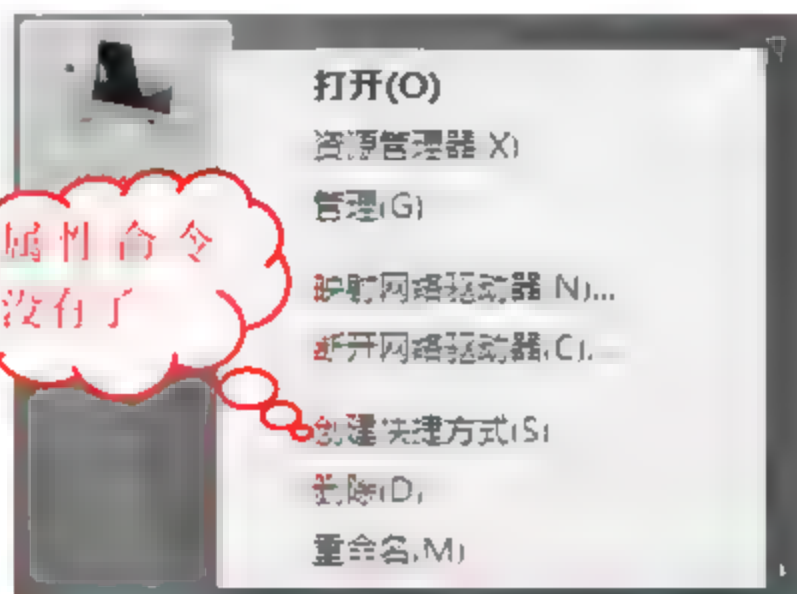 打开(O)
资源管理器(X)
管理(G)
属性命令
没有了
映射网络驱动器(N)...
断开网络驱动器(C)...
创建快捷方式(S)
删除(D)
重命名(M)